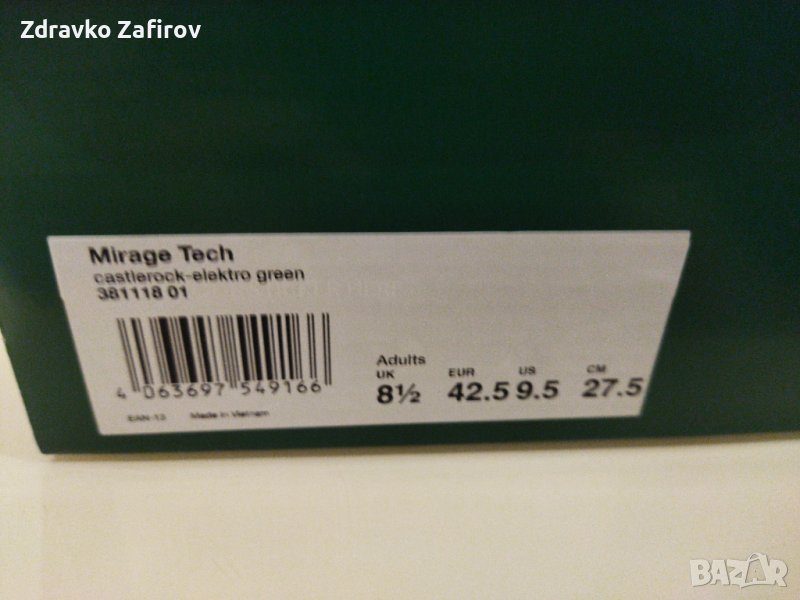 Zdravko Zafirov
Mirage Tech
castlerock-elektro green
381118 01
4 063697 549166
EAN-13 Made in Vietnam
Adults
UK EUR US CM
8½ 42.5 9.5 27.5
BAZAR